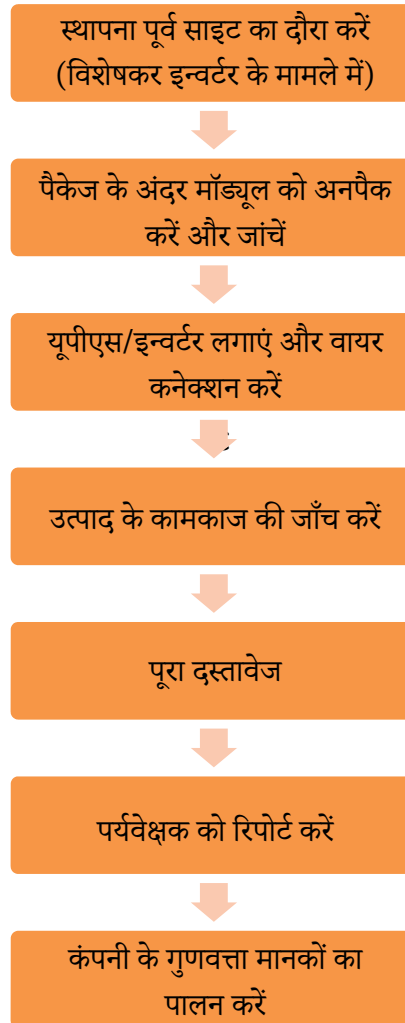 स्थापना पूर्व साइट का दौरा करें
(विशेषकर इन्वर्टर के मामले में)
पैकेज के अंदर मॉड्यूल को अनपैक
करें और जांचें
यूपीएस/इन्वर्टर लगाएं और वायर
कनेक्शन करें
उत्पाद के कामकाज की जाँच करें
पूरा दस्तावेज
पर्यवेक्षक को रिपोर्ट करें
कंपनी के गुणवत्ता मानकों का
पालन करें